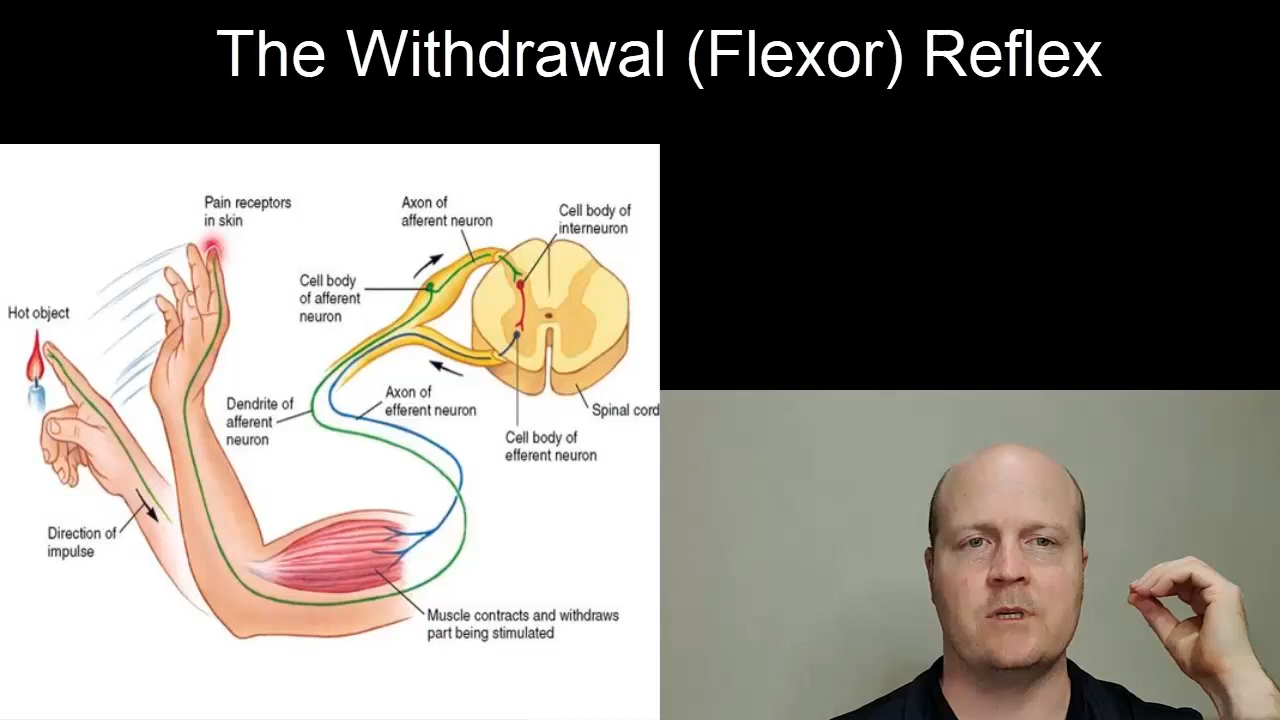 The Withdrawal (Flexor) Reflex
Pain receptors
in skin
Axon of
afferent neuron
Cell body of
interneuron
Cell body
of afferent
neuron
Hot object
Dendrite of
afferent
neuron
Axon of
efferent neuron
Spinal cord
Cell body of
efferent neuron
Direction of
impulse
Muscle contracts and withdraws
part being stimulated